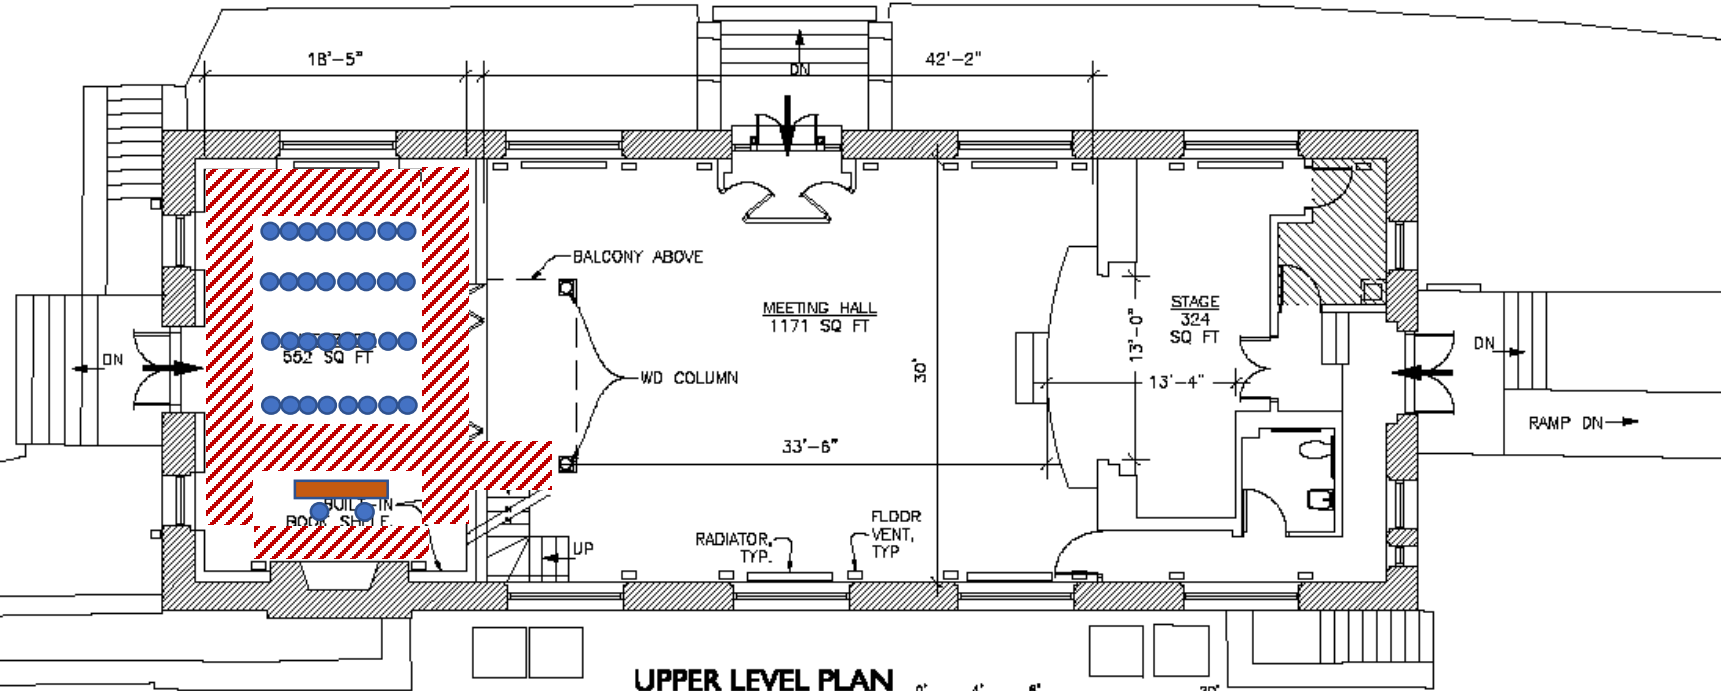 18'-5"
42'-2"
DN
BALCONY ABOVE
MEETING HALL
1171 SQ FT
STAGE
324
SQ FT
13'-0"
552 SQ FT
DN
30'
WD COLUMN
13'-4"
DN
RAMP DN
33'-6"
BUILT-IN
BOOK SHELF
FLOOR
VENT,
TYP
RADIATOR,
TYP.
UP
UPPER LEVEL PLAN